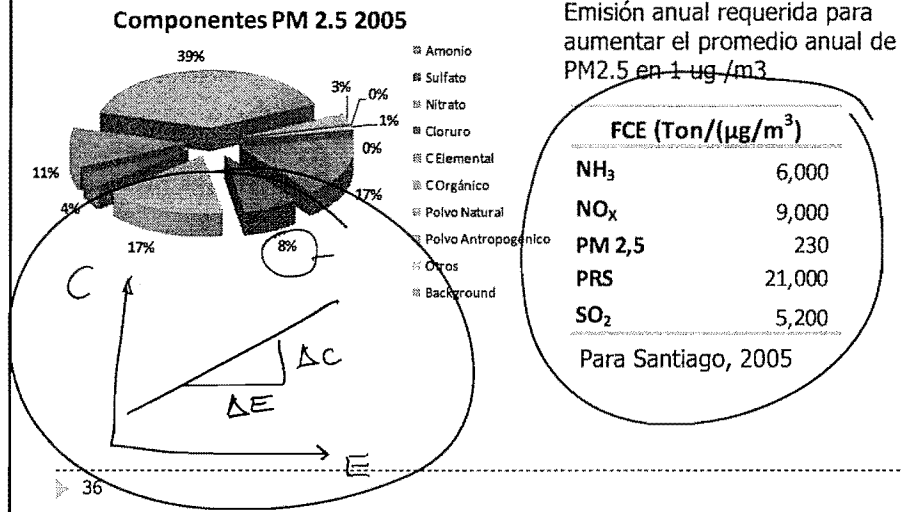 Componentes PM 2.5 2005
39%
3%
0%
1%
0%
17%
8%
17%
4%
11%
Amonio
Sulfato
Nitrato
Cloruro
C Elemental
C Orgánico
Polvo Natural
Polvo Antropogénico
Otros
Background
C
ΔC
ΔE
E
36
Emisión anual requerida para
aumentar el promedio anual de
PM2.5 en 1 ug /m3
FCE (Ton/(µg/m³)
NH₃ 6,000
NOₓ 9,000
PM 2,5 230
PRS 21,000
SO₂ 5,200
Para Santiago, 2005